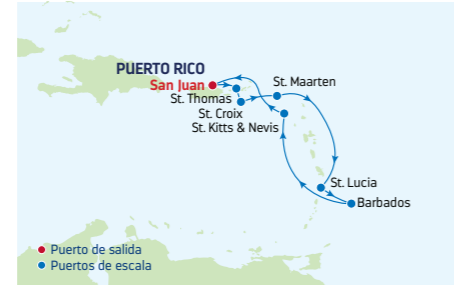 PUERTO RICO
San Juan
St. Thomas
St. Maarten
St. Croix
St. Kitts & Nevis
St. Lucia
Barbados
Puerto de salida
Puertos de escala